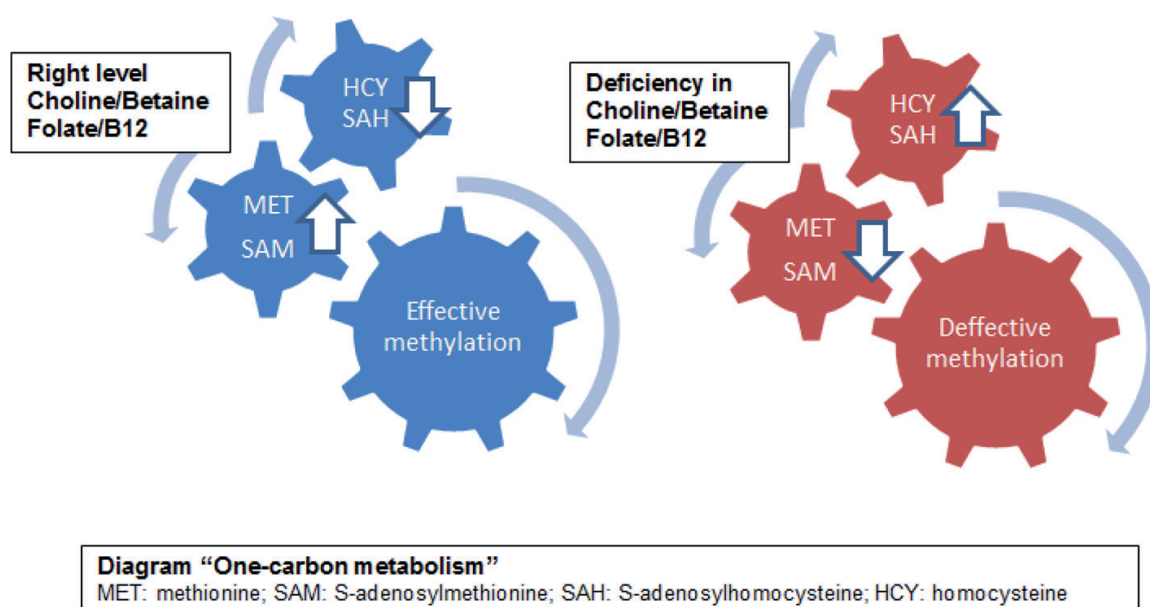 Right level
Choline/Betaine
Folate/B12
HCY
SAH
MET
SAM
Effective
methylation
Deficiency in
Choline/Betaine
Folate/B12
HCY
SAH
MET
SAM
Deffective
methylation
Diagram “One-carbon metabolism”
MET: methionine; SAM: S-adenosylmethionine; SAH: S-adenosylhomocysteine; HCY: homocysteine